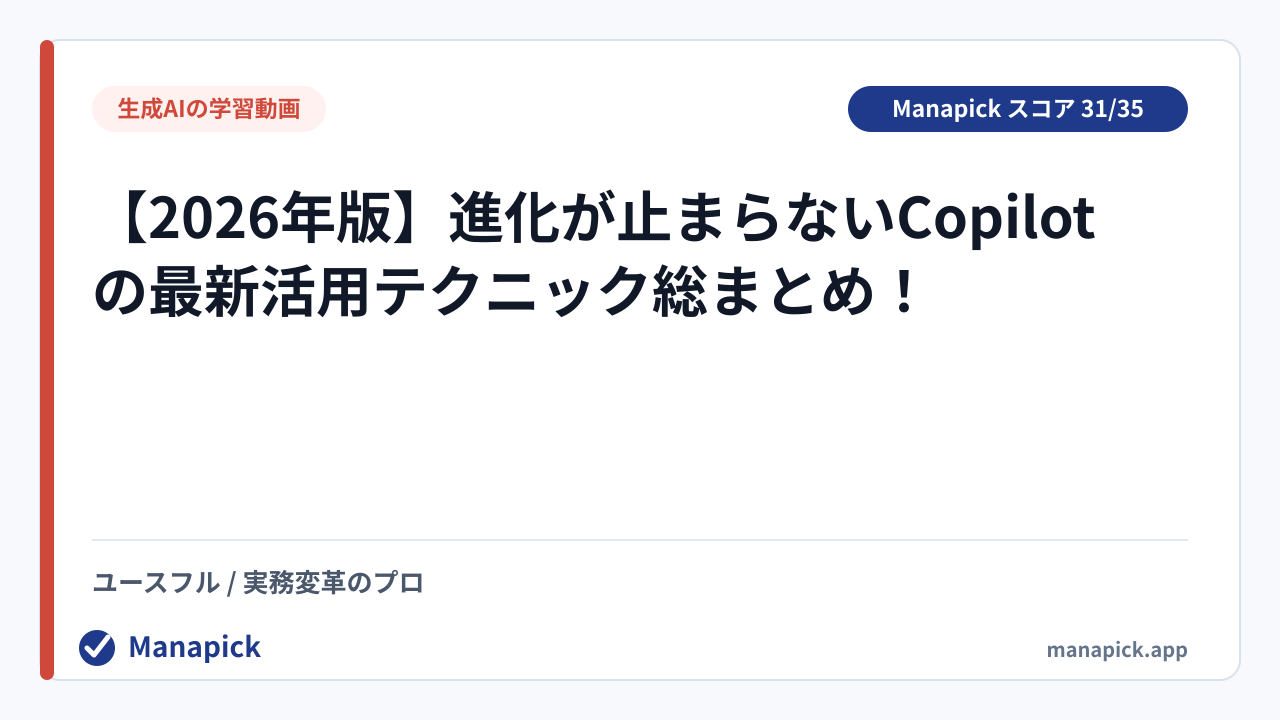 生成AIの学習動画
Manapick スコア 31/35
【2026年版】進化が止まらないCopilot
の最新活用テクニック総まとめ！
ユースフル / 実務変革のプロ
Manapick
manapick.app